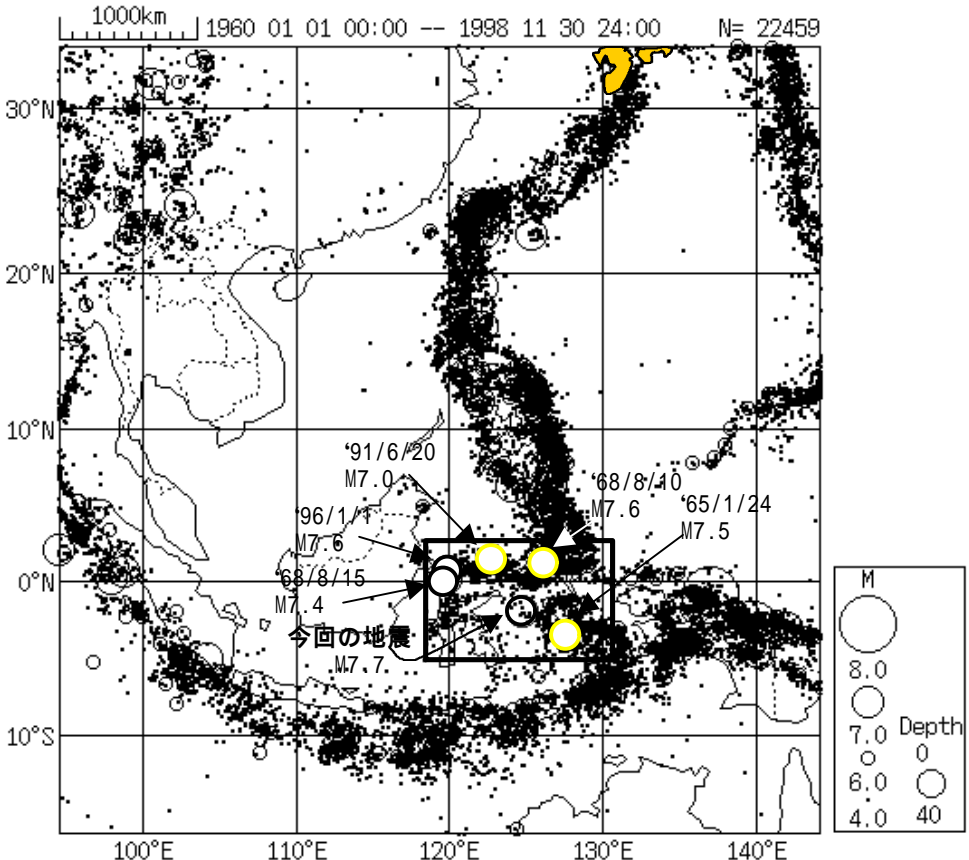 1000km
1960 01 01 00:00 -- 1998 11 30 24:00
N= 22459
30°N
20°N
10°N
0°N
10°S
‘91/6/20
M7.0
‘68/8/10
M7.6
‘65/1/24
M7.5
‘96/1/1
M7.6
‘68/8/15
M7.4
今回の地震
M7.7
100°E
110°E
120°E
130°E
140°E
M
8.0
7.0
6.0
4.0
Depth
0
40